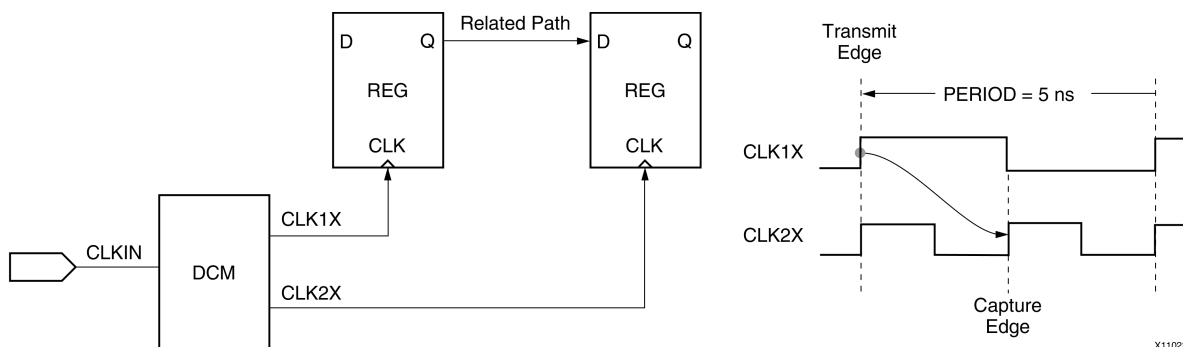 Related Path
D Q
REG
CLK
D Q
REG
CLK
CLKIN
DCM
CLK1X
CLK2X
Transmit
Edge
PERIOD = 5 ns
CLK1X
CLK2X
Capture
Edge